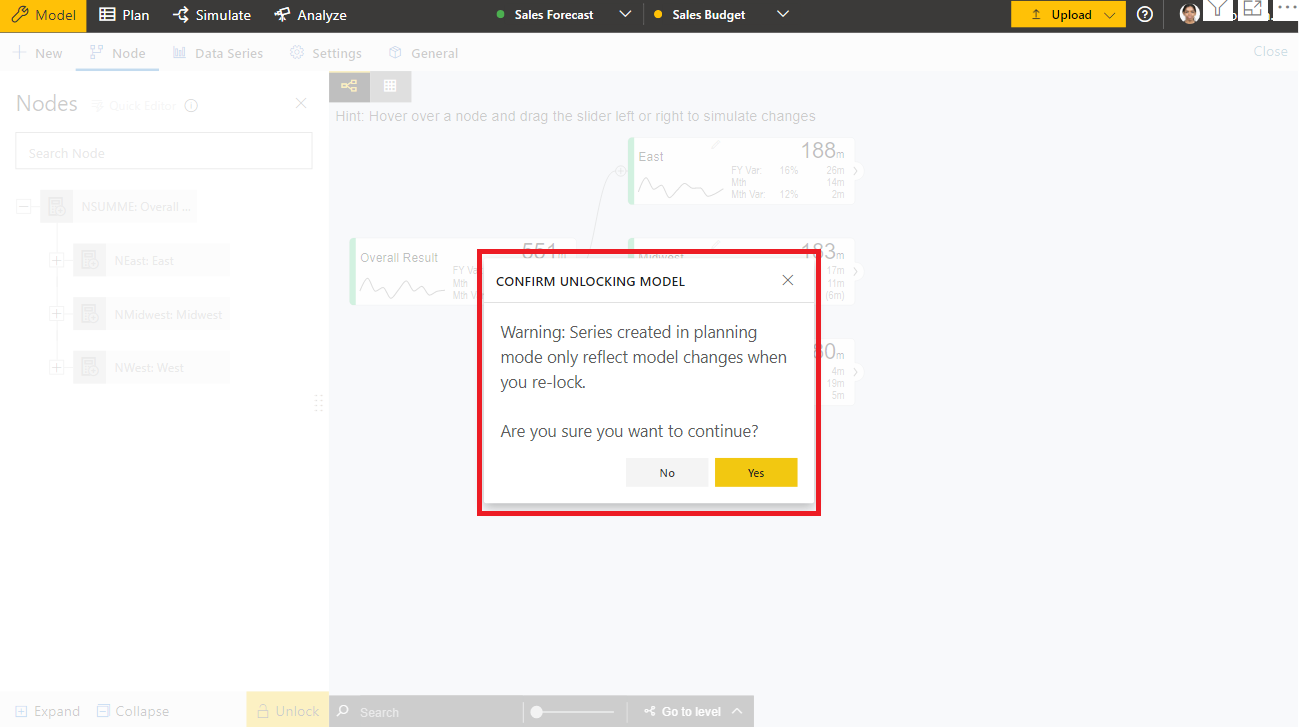 Model Plan Simulate Analyze Sales Forecast Sales Budget Upload
New Node Data Series Settings General Close
Nodes Quick Editor
Search Node
NSUMME: Overall ...
NEast: East
NMidwest: Midwest
NWest: West
Hint: Hover over a node and drag the slider left or right to simulate changes
East 188m
FY Var: 16% 26m
Mth 14m
Mth Var: 12% 2m
Overall Result 551m
FY Va
Mth
Mth Va
Midwest 183m
17m
11m
(6m)
80m
4m
19m
5m
CONFIRM UNLOCKING MODEL
Warning: Series created in planning
mode only reflect model changes when
you re-lock.
Are you sure you want to continue?
No Yes
Expand Collapse Unlock Search Go to level